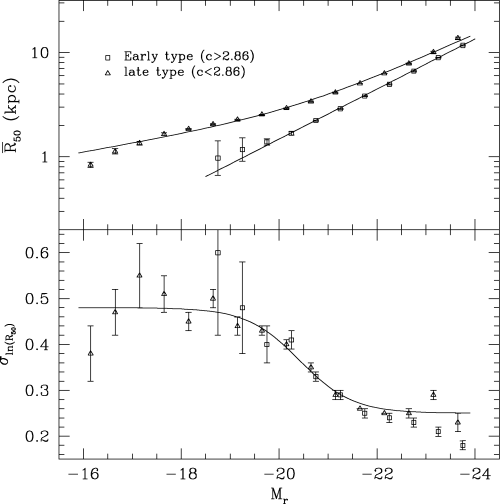 10
Early type (c>2.86)
late type (c<2.86)
R̅₅₀ (kpc)
1
0.6
0.5
0.4
σln(R₅₀)
0.3
0.2
−16
−18
−20
−22
−24
Mᵣ